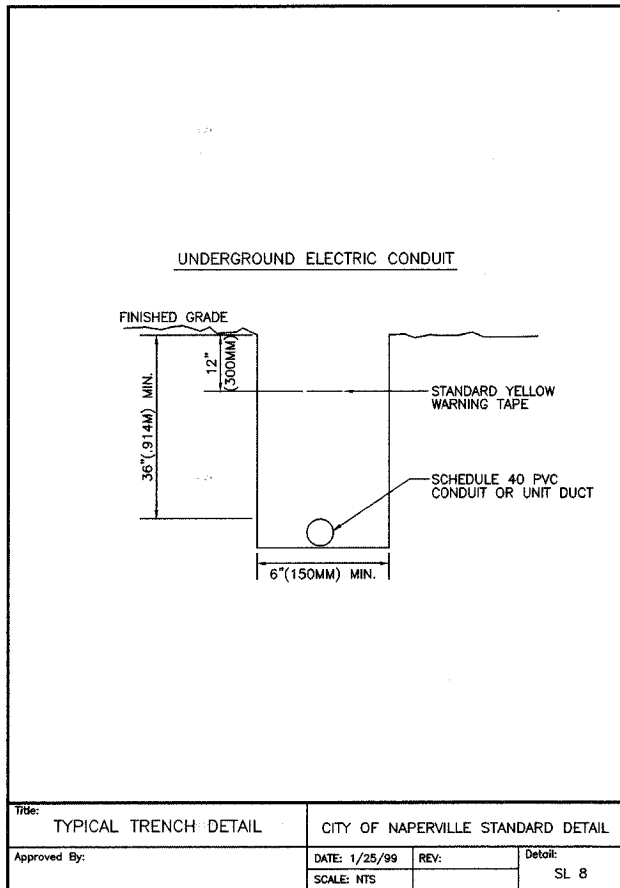 UNDERGROUND ELECTRIC CONDUIT
FINISHED GRADE
12"
(300MM)
36"(.914M) MIN.
STANDARD YELLOW
WARNING TAPE
SCHEDULE 40 PVC
CONDUIT OR UNIT DUCT
6"(150MM) MIN.
Title:
TYPICAL TRENCH DETAIL
CITY OF NAPERVILLE STANDARD DETAIL
Approved By:
DATE: 1/25/99
REV:
Detail:
SCALE: NTS
SL 8